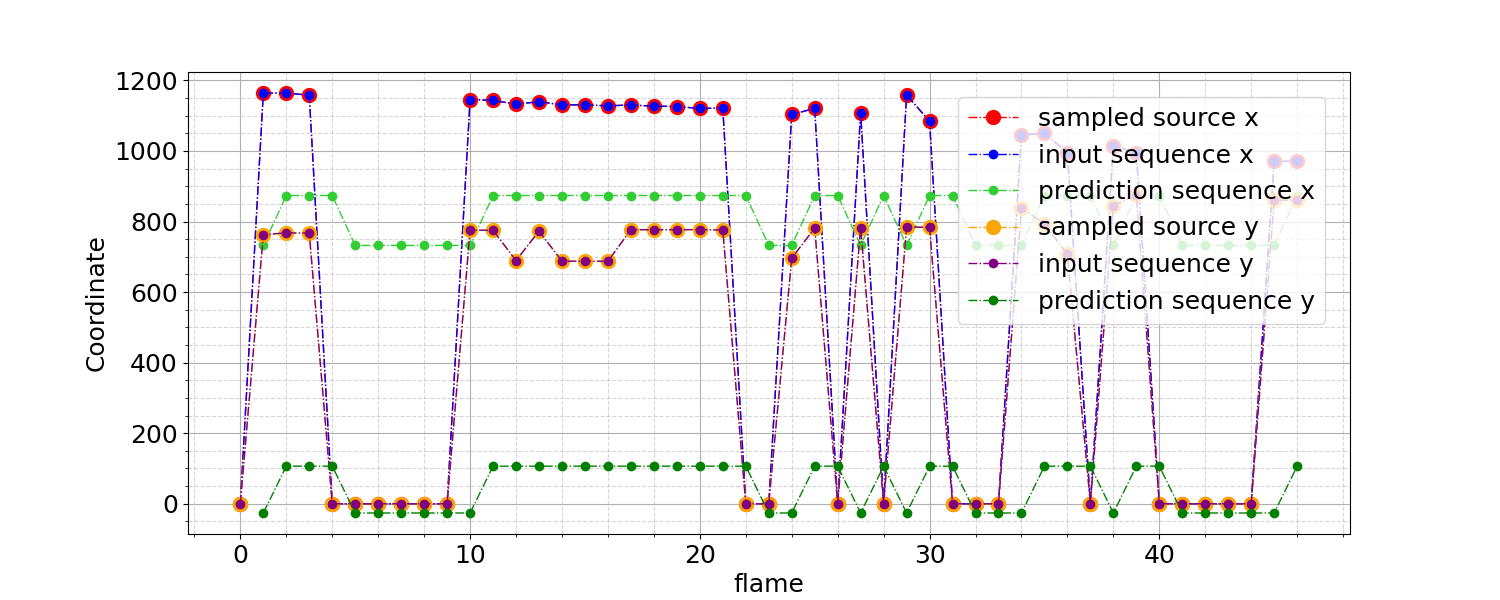 1200
1000
800
600
400
200
0
Coordinate
sampled source x
input sequence x
prediction sequence x
sampled source y
input sequence y
prediction sequence y
0 10 20 30 40
flame